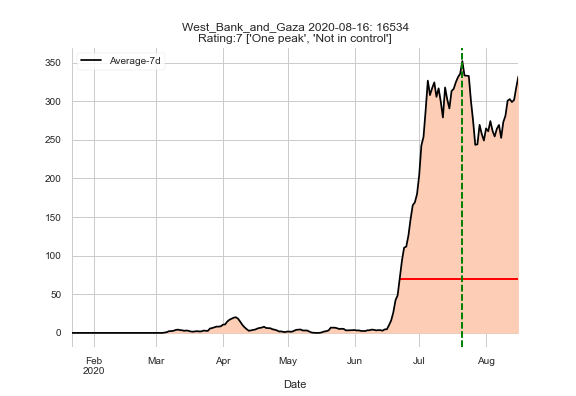 West_Bank_and_Gaza 2020-08-16: 16534
Rating:7 ['One peak', 'Not in control']
Average-7d
350
300
250
200
150
100
50
0
Feb Mar Apr May Jun Jul Aug
2020
Date